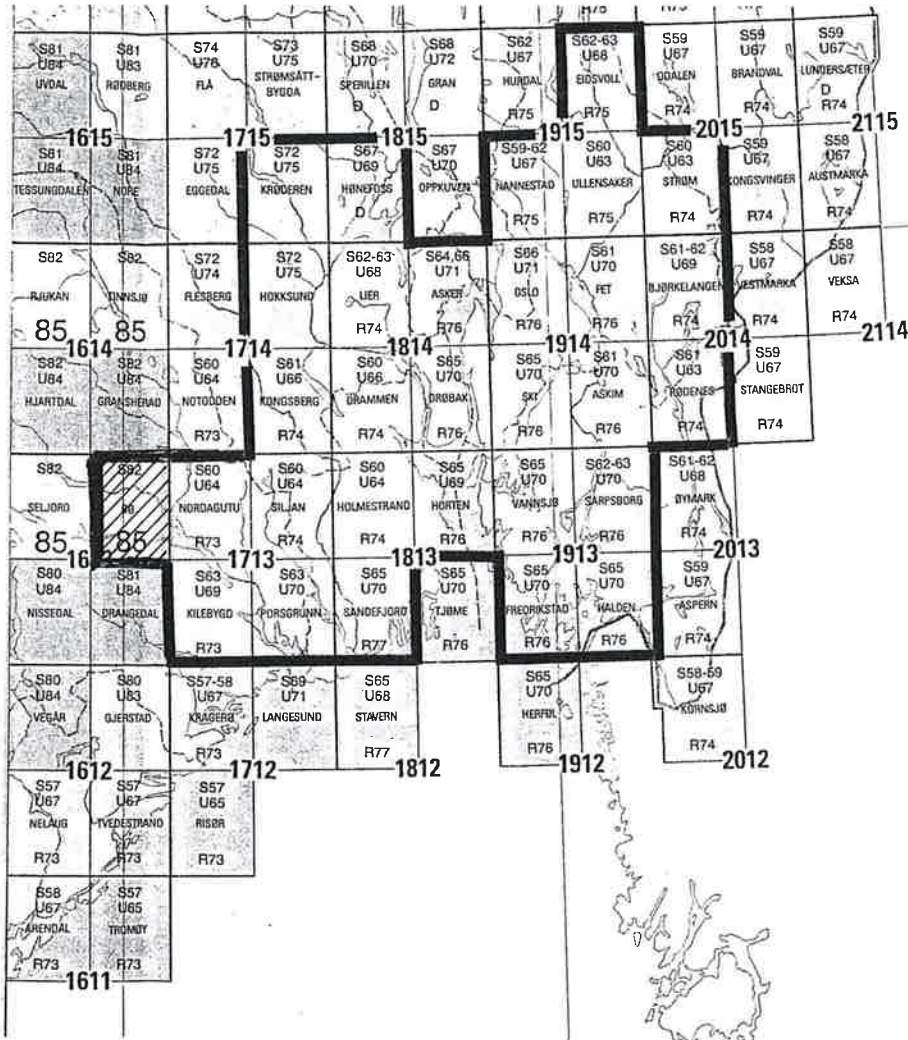 R75 R75 R75
S81 S81 S74 S73 S68 S68 S62 S62-63 S59 S59 S59
U84 U83 U76 U75 U70 U72 U67 U68 U67 U67 U67
UVDAL RØDBERG FLÅ STRØMSÅTT- SPERILLEN GRAN HURDAL EIDSVOLL ODALEN BRANDVAL LUNDERSÆTER
BYGDA
D D D
R75 R75 R74 R74 R74
1615 1715 1815 1915 2015 2115
S81 S81 S72 S72 S67 S67 S59-62 S60 S60 S59 S58
U84 U84 U75 U75 U69 U70 U67 U63 U63 U67 U67
TESSUNGDALEN NORE EGGEDAL KRØDEREN HØNEFOSS OPPKUVEN NANNESTAD ULLENSAKER STRØM KONGSVINGER AUSTMARKA
D
R75 R75 R74 R74 R74
S82 S82 S72 S72 S62-63 S64,66 S66 S61 S61-62 S58 S58
U74 U75 U68 U71 U71 U70 U69 U67 U67
RJUKAN TINNSJØ FLESBERG HOKKSUND LIER ASKER OSLO FET BJØRKELANGEN VESTMARKA VEKSA
85 85
R74 R76 R76 R76 R74 R74 R74
1614 1714 1814 1914 2014 2114
S82 S82 S60 S61 S60 S65 S65 S61 S61 S59
U84 U84 U64 U66 U66 U70 U70 U70 U63 U67
HJARTDAL GRANSHERAD NOTODDEN KONGSBERG DRAMMEN DRØBAK SKI ASKIM RØDENES STANGEBROT
R73 R74 R74 R76 R76 R76 R74 R74
S82 S82 S60 S60 S60 S65 S65 S62-63 S61-62
U64 U64 U64 U69 U70 U70 U68
SELJORD BØ NORDAGUTU SILJAN HOLMESTRAND HORTEN VANNSJØ SARPSBORG ØYMARK
85 85
R73 R74 R74 R76 R76 R76 R74
1713 1813 1913 2013
S80 S81 S63 S63 S65 S65 S65 S65 S59
U84 U84 U69 U70 U70 U70 U70 U70 U67
NISSEDAL DRANGEDAL KILEBYGD PORSGRUNN SANDEFJORD TJØME FREDRIKSTAD HALDEN ASPERN
R73 R77 R76 R76 R76 R74
S80 S80 S57-58 S69 S65 S65 S58-59
U84 U83 U67 U71 U68 U70 U67
VEGÅR GJERSTAD KRAGERØ LANGESUND STAVERN HERFØL KORNSJØ
R73 R77 R76 R74
1612 1712 1812 1912 2012
S57 S57 S57
U67 U67 U65
NELAUG TVEDESTRAND RISØR
R73 R73 R73
S58 S57
U67 U65
ARENDAL TROMØY
R73 R73
1611